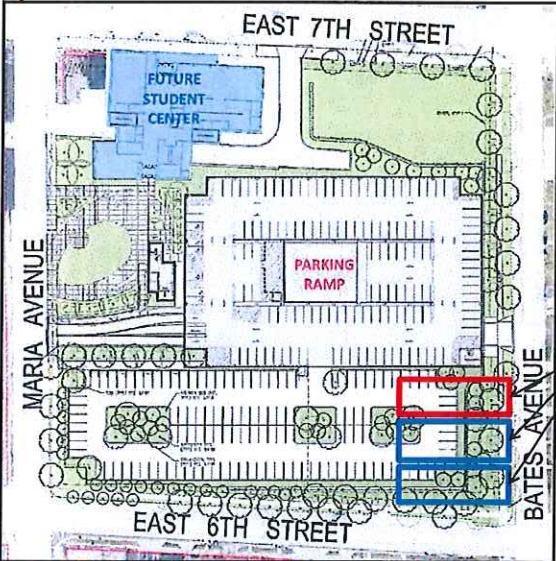 EAST 7TH STREET
FUTURE
STUDENT
CENTER
PARKING
RAMP
MARIA AVENUE
BATES AVENUE
EAST 6TH STREET